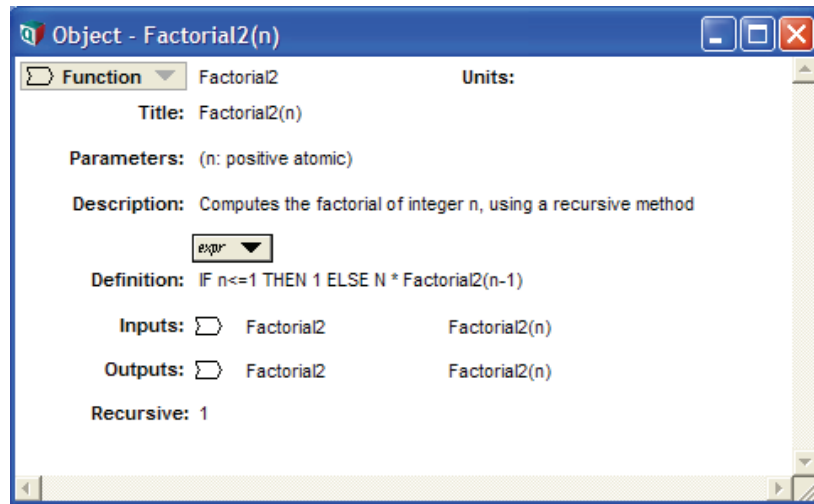 Object - Factorial2(n)
Function Factorial2 Units:
Title: Factorial2(n)
Parameters: (n: positive atomic)
Description: Computes the factorial of integer n, using a recursive method
expr
Definition: IF n<=1 THEN 1 ELSE N * Factorial2(n-1)
Inputs: Factorial2 Factorial2(n)
Outputs: Factorial2 Factorial2(n)
Recursive: 1